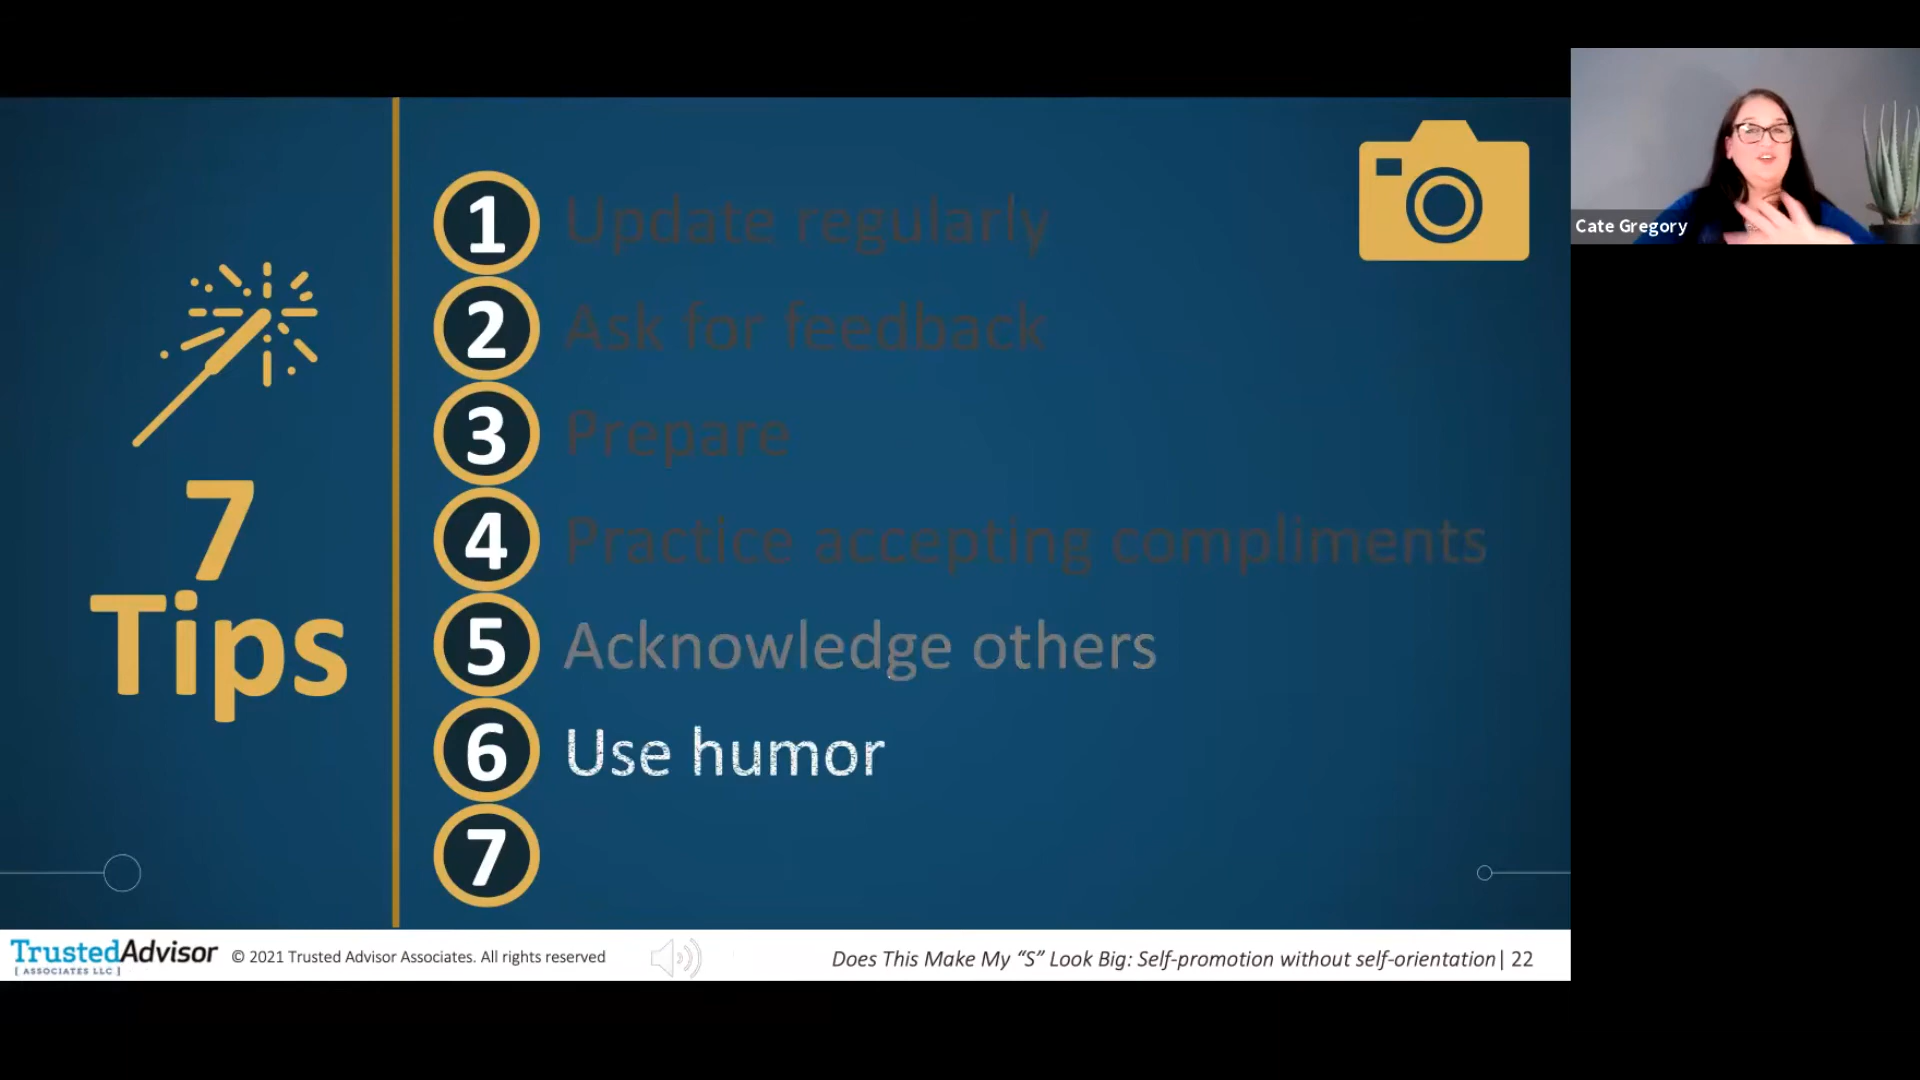 7
Tips
1 Update regularly
2 Ask for feedback
3 Prepare
4 Practice accepting compliments
5 Acknowledge others
6 Use humor
7
Cate Gregory
TrustedAdvisor
[ ASSOCIATES LLC ]
© 2021 Trusted Advisor Associates. All rights reserved
Does This Make My “S” Look Big: Self-promotion without self-orientation| 22